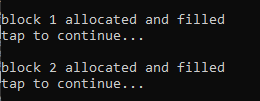 block 1 allocated and filled
tap to continue...
block 2 allocated and filled
tap to continue...